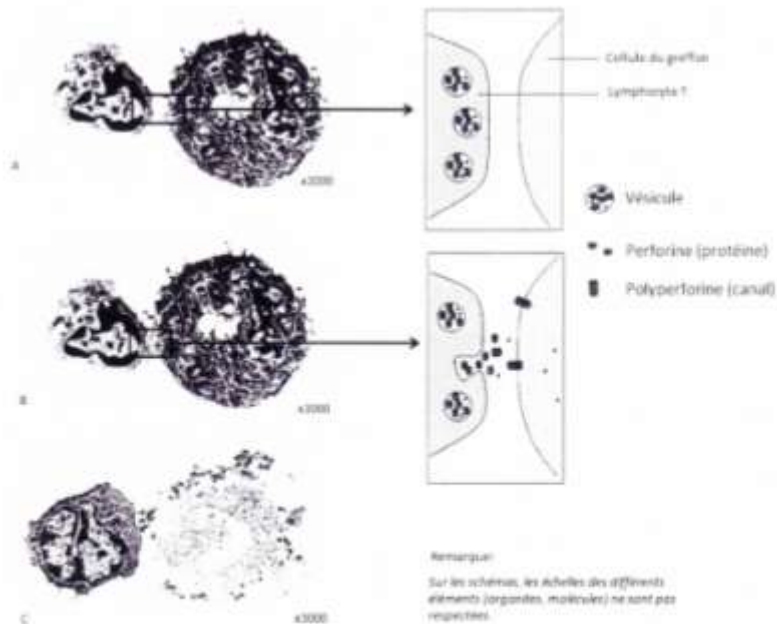 Cellule du greffon
Lymphocyte T
A
x3000
Vésicule
Perforine (protéine)
Polyperforine (canal)
B
x3000
C
x3000
Remarque:
Sur les schémas, les échelles des différents
éléments (organites, molécules) ne sont pas
respectées.